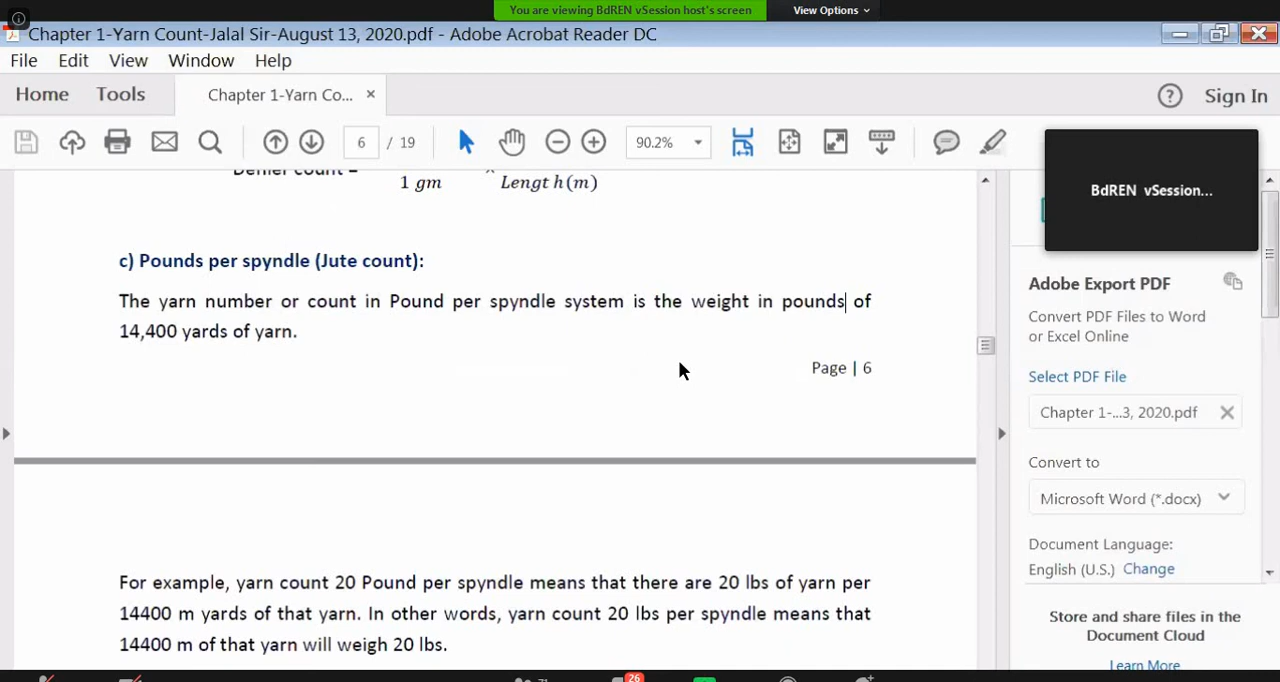 You are viewing BdREN vSession host's screen
View Options
Chapter 1-Yarn Count-Jalal Sir-August 13, 2020.pdf - Adobe Acrobat Reader DC
File Edit View Window Help
Home Tools Chapter 1-Yarn Co... ×
Sign In
6 / 19
90.2%
BdREN vSession...
Denier count =
1 gm × Lengt h(m)
c) Pounds per spyndle (Jute count):
The yarn number or count in Pound per spyndle system is the weight in pounds of
14,400 yards of yarn.
Page | 6
For example, yarn count 20 Pound per spyndle means that there are 20 lbs of yarn per
14400 m yards of that yarn. In other words, yarn count 20 lbs per spyndle means that
14400 m of that yarn will weigh 20 lbs.
Adobe Export PDF
Convert PDF Files to Word
or Excel Online
Select PDF File
Chapter 1-...3, 2020.pdf
Convert to
Microsoft Word (*.docx)
Document Language:
English (U.S.) Change
Store and share files in the
Document Cloud
Learn More
26